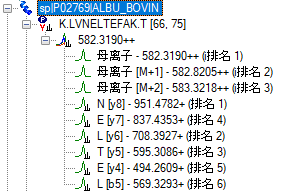 sp|P02769|ALBU_BOVIN
K.LVNELTEFAK.T [66, 75]
582.3190++
母离子 - 582.3190++ (排名 1)
母离子 [M+1] - 582.8205++ (排名 2)
母离子 [M+2] - 583.3218++ (排名 3)
N [y8] - 951.4782+ (排名 1)
E [y7] - 837.4353+ (排名 4)
L [y6] - 708.3927+ (排名 2)
T [y5] - 595.3086+ (排名 3)
E [y4] - 494.2609+ (排名 5)
L [b5] - 569.3293+ (排名 6)